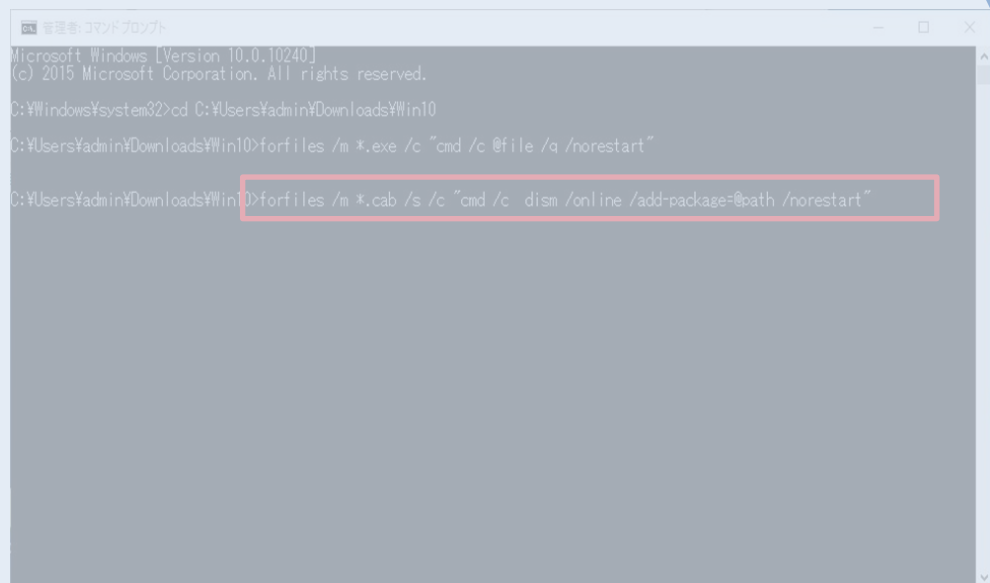 管理者: コマンド プロンプト
Microsoft Windows [Version 10.0.10240]
(c) 2015 Microsoft Corporation. All rights reserved.
C:¥Windows¥system32>cd C:¥Users¥admin¥Downloads¥Win10
C:¥Users¥admin¥Downloads¥Win10>forfiles /m *.exe /c "cmd /c @file /q /norestart"
C:¥Users¥admin¥Downloads¥Win10>forfiles /m *.cab /s /c "cmd /c  dism /online /add-package=@path /norestart"